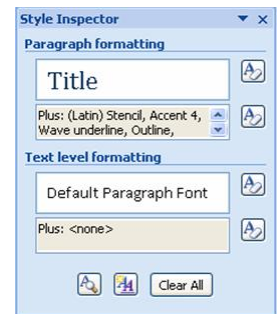 Style Inspector
Paragraph formatting
Title
Plus: (Latin) Stencil, Accent 4,
Wave underline, Outline,
Text level formatting
Default Paragraph Font
Plus: <none>
Clear All